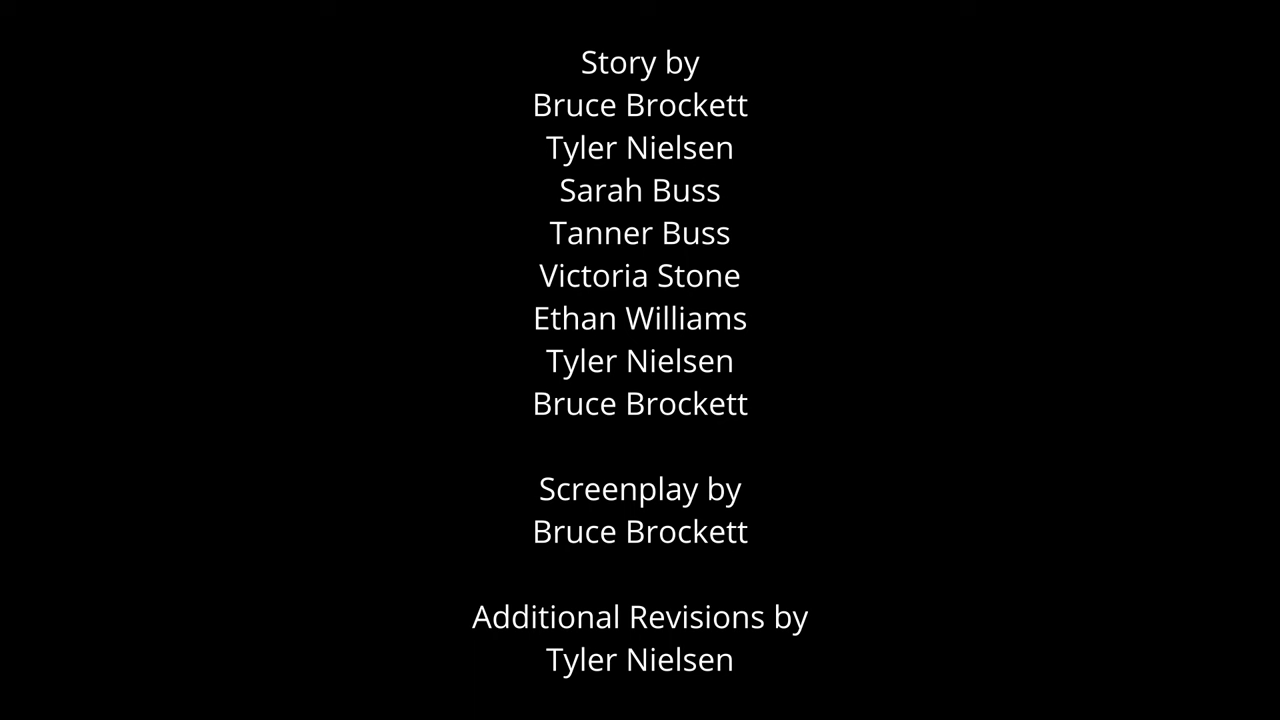 Story by
Bruce Brockett
Tyler Nielsen
Sarah Buss
Tanner Buss
Victoria Stone
Ethan Williams
Tyler Nielsen
Bruce Brockett
Screenplay by
Bruce Brockett
Additional Revisions by
Tyler Nielsen